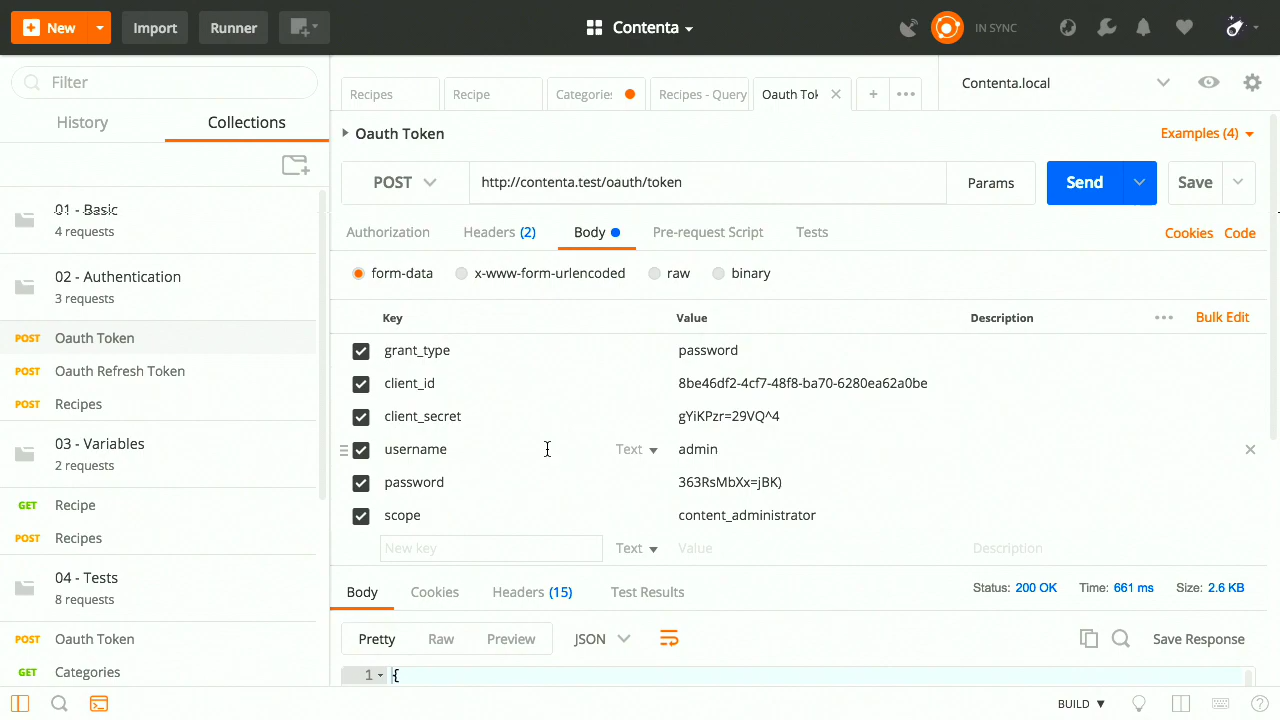 New
Import
Runner
Contenta
IN SYNC
Filter
History
Collections
01 - Basic
4 requests
02 - Authentication
3 requests
POST Oauth Token
POST Oauth Refresh Token
POST Recipes
03 - Variables
2 requests
GET Recipe
POST Recipes
04 - Tests
8 requests
POST Oauth Token
GET Categories
Recipes
Recipe
Categories
Recipes - Query
Oauth Tok
Contenta.local
Oauth Token
Examples (4)
POST
http://contenta.test/oauth/token
Params
Send
Save
Authorization
Headers (2)
Body
Pre-request Script
Tests
Cookies
Code
form-data
x-www-form-urlencoded
raw
binary
Key Value Description
Bulk Edit
grant_type password
client_id 8be46df2-4cf7-48f8-ba70-6280ea62a0be
client_secret gYiKPzr=29VQ^4
username Text admin
password 363RsMbXx=jBK)
scope content_administrator
New key Text Value Description
Body
Cookies
Headers (15)
Test Results
Status: 200 OK
Time: 661 ms
Size: 2.6 KB
Pretty
Raw
Preview
JSON
Save Response
1 {
BUILD